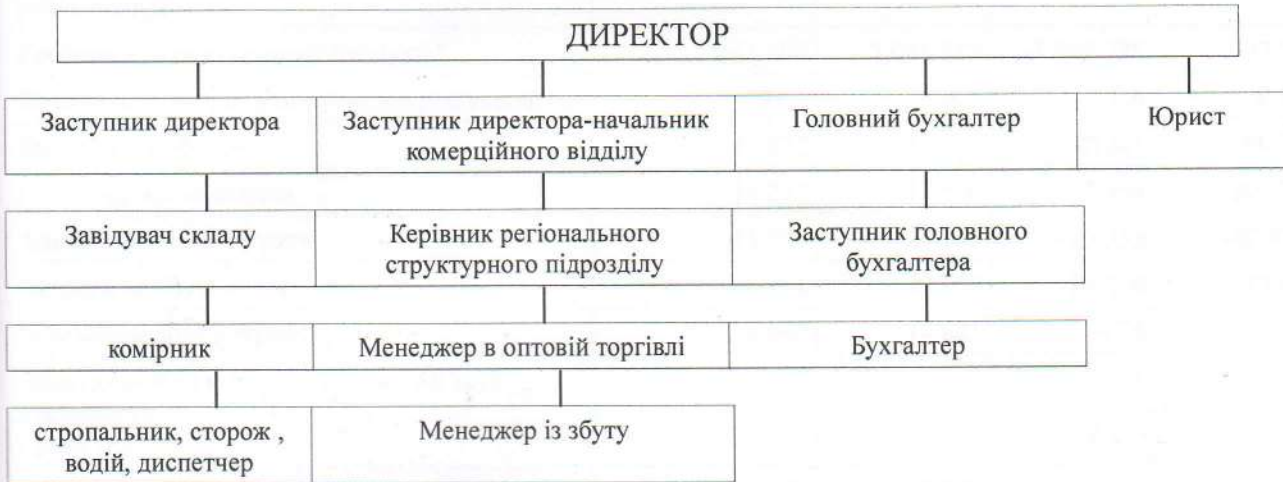 ДИРЕКТОР
Заступник директора
Заступник директора-начальник
комерційного відділу
Головний бухгалтер
Юрист
Завідувач складу
Керівник регіонального
структурного підрозділу
Заступник головного
бухгалтера
комірник
Менеджер в оптовій торгівлі
Бухгалтер
стропальник, сторож ,
водій, диспетчер
Менеджер із збуту